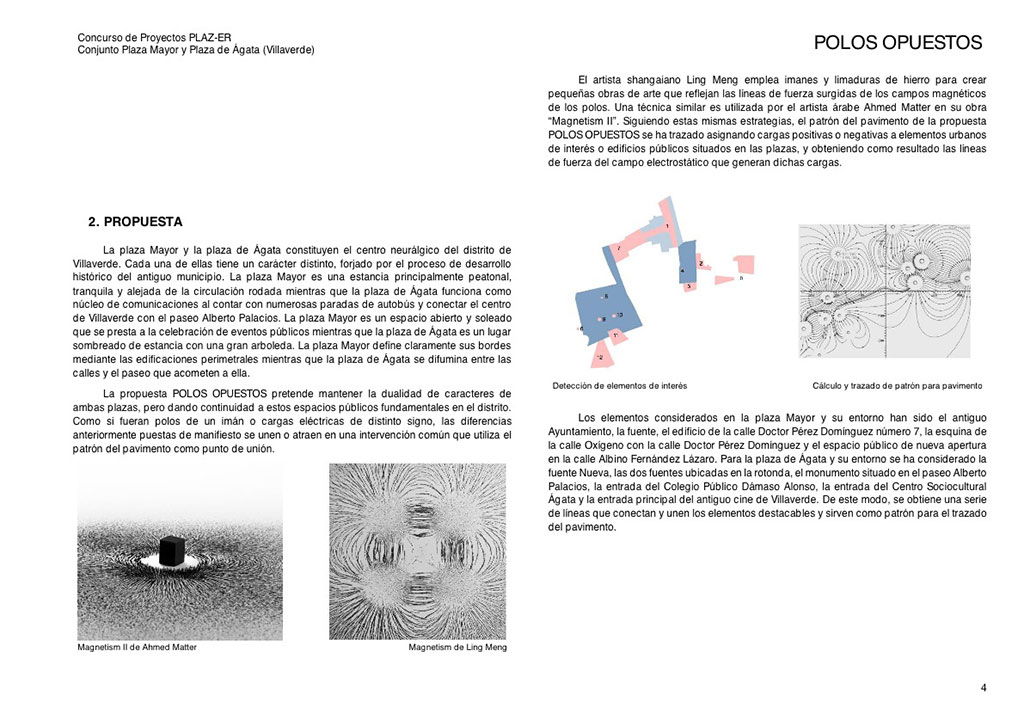 Concurso de Proyectos PLAZ-ER
Conjunto Plaza Mayor y Plaza de Ágata (Villaverde)
2. PROPUESTA
La plaza Mayor y la plaza de Ágata constituyen el centro neurálgico del distrito de
Villaverde. Cada una de ellas tiene un carácter distinto, forjado por el proceso de desarrollo
histórico del antiguo municipio. La plaza Mayor es una estancia principalmente peatonal,
tranquila y alejada de la circulación rodada mientras que la plaza de Ágata funciona como
núcleo de comunicaciones al contar con numerosas paradas de autobús y conectar el centro
de Villaverde con el paseo Alberto Palacios. La plaza Mayor es un espacio abierto y soleado
que se presta a la celebración de eventos públicos mientras que la plaza de Ágata es un lugar
sombreado de estancia con una gran arboleda. La plaza Mayor define claramente sus bordes
mediante las edificaciones perimetrales mientras que la plaza de Ágata se difumina entre las
calles y el paseo que acometen a ella.
La propuesta POLOS OPUESTOS pretende mantener la dualidad de caracteres de
ambas plazas, pero dando continuidad a estos espacios públicos fundamentales en el distrito.
Como si fueran polos de un imán o cargas eléctricas de distinto signo, las diferencias
anteriormente puestas de manifiesto se unen o atraen en una intervención común que utiliza el
patrón del pavimento como punto de unión.
Magnetism II de Ahmed Matter
Magnetism de Ling Meng
POLOS OPUESTOS
El artista shangaiano Ling Meng emplea imanes y limaduras de hierro para crear
pequeñas obras de arte que reflejan las líneas de fuerza surgidas de los campos magnéticos
de los polos. Una técnica similar es utilizada por el artista árabe Ahmed Matter en su obra
“Magnetism II”. Siguiendo estas mismas estrategias, el patrón del pavimento de la propuesta
POLOS OPUESTOS se ha trazado asignando cargas positivas o negativas a elementos urbanos
de interés o edificios públicos situados en las plazas, y obteniendo como resultado las líneas
de fuerza del campo electrostático que generan dichas cargas.
1
7
2
4
5
6
8
10
11
12
Detección de elementos de interés
Cálculo y trazado de patrón para pavimento
Los elementos considerados en la plaza Mayor y su entorno han sido el antiguo
Ayuntamiento, la fuente, el edificio de la calle Doctor Pérez Domínguez número 7, la esquina de
la calle Oxígeno con la calle Doctor Pérez Domínguez y el espacio público de nueva apertura
en la calle Albino Fernández Lázaro. Para la plaza de Ágata y su entorno se ha considerado la
fuente Nueva, las dos fuentes ubicadas en la rotonda, el monumento situado en el paseo Alberto
Palacios, la entrada del Colegio Público Dámaso Alonso, la entrada del Centro Sociocultural
Ágata y la entrada principal del antiguo cine de Villaverde. De este modo, se obtiene una serie
de líneas que conectan y unen los elementos destacables y sirven como patrón para el trazado
del pavimento.
4